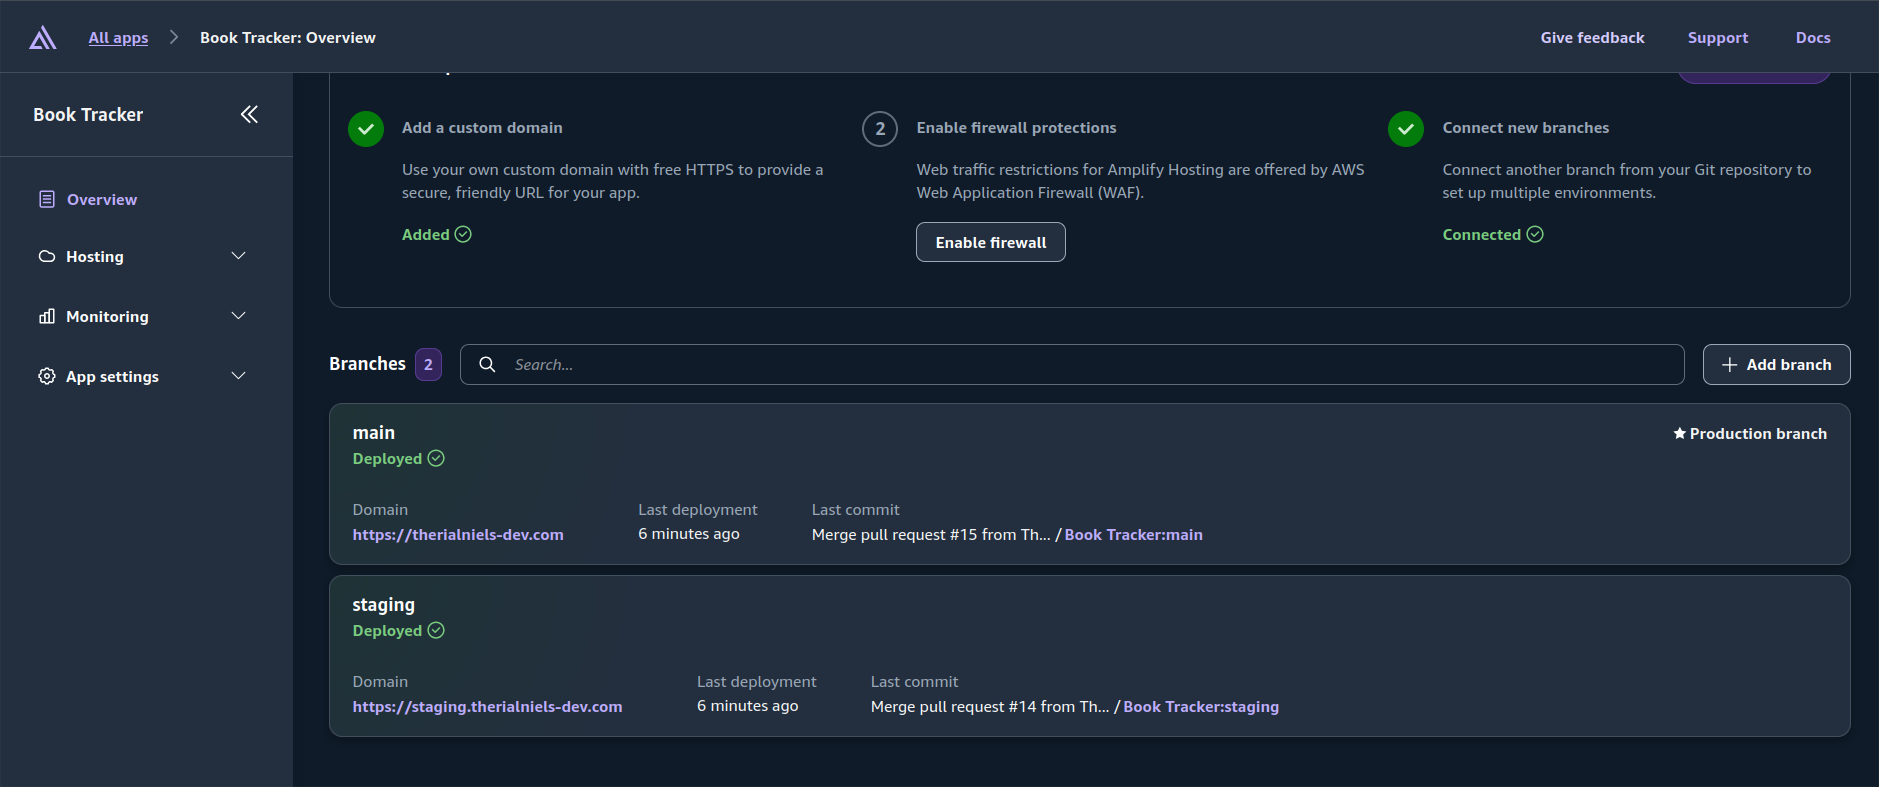 All apps
Book Tracker: Overview
Give feedback
Support
Docs
Book Tracker
Overview
Hosting
Monitoring
App settings
Add a custom domain
Use your own custom domain with free HTTPS to provide a
secure, friendly URL for your app.
Added
2
Enable firewall protections
Web traffic restrictions for Amplify Hosting are offered by AWS
Web Application Firewall (WAF).
Enable firewall
Connect new branches
Connect another branch from your Git repository to
set up multiple environments.
Connected
Branches 2
Search...
Add branch
main
Production branch
Deployed
Domain
https://therialniels-dev.com
Last deployment
6 minutes ago
Last commit
Merge pull request #15 from Th... / Book Tracker:main
staging
Deployed
Domain
https://staging.therialniels-dev.com
Last deployment
6 minutes ago
Last commit
Merge pull request #14 from Th... / Book Tracker:staging